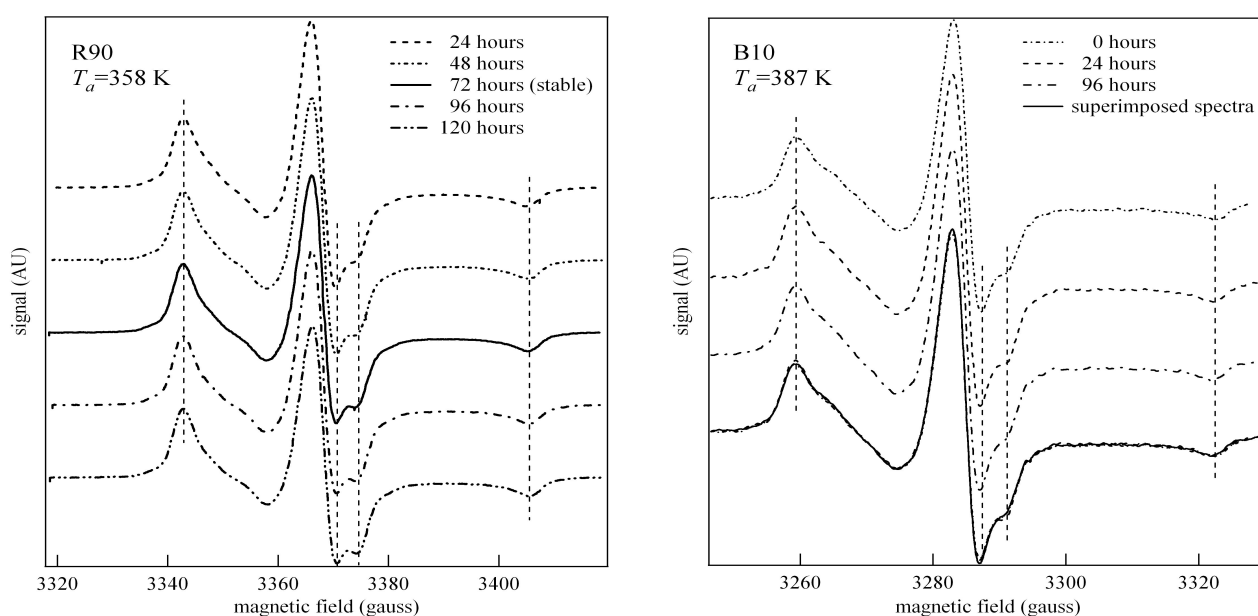 R90
T_a=358 K
24 hours
48 hours
72 hours (stable)
96 hours
120 hours
signal (AU)
3320 3340 3360 3380 3400
magnetic field (gauss)
B10
T_a=387 K
0 hours
24 hours
96 hours
superimposed spectra
signal (AU)
3260 3280 3300 3320
magnetic field (gauss)